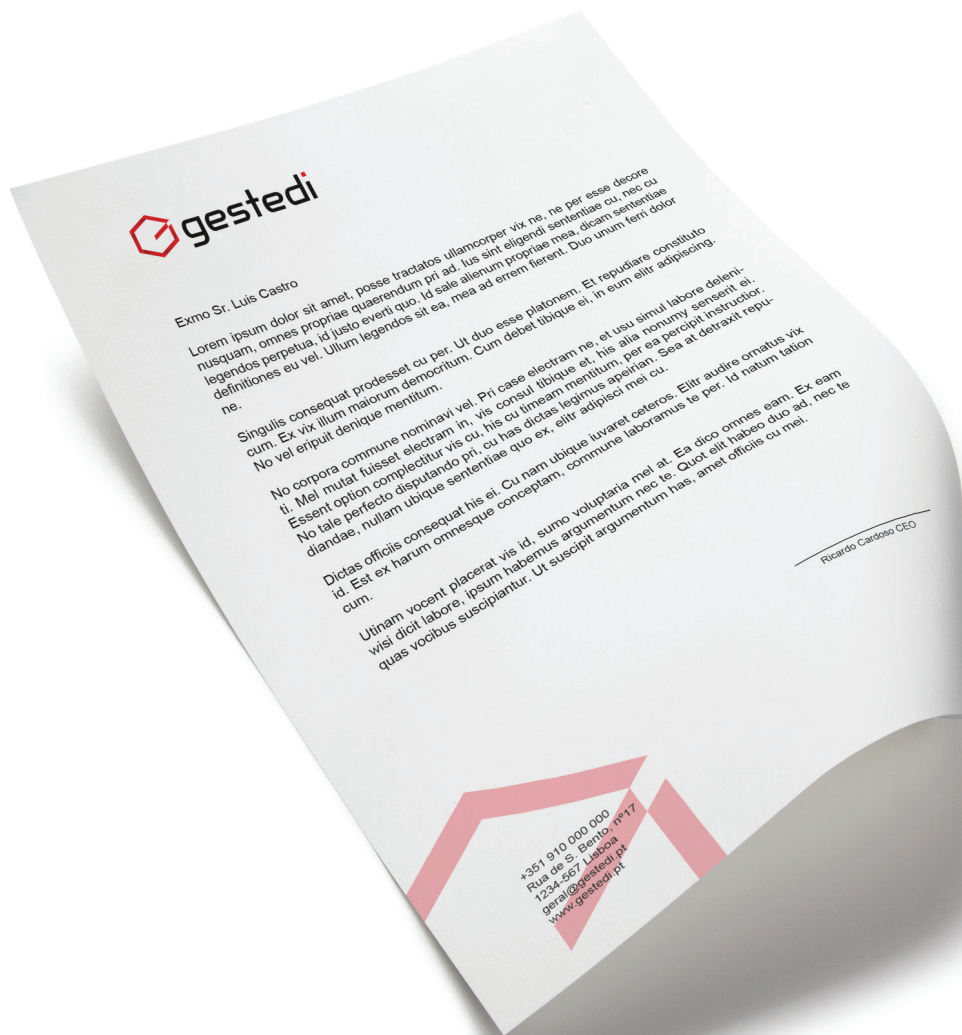 gestedi
Exmo Sr. Luis Castro
Lorem ipsum dolor sit amet, posse tractatos ullamcorper vix ne, ne per esse decore
nusquam, omnes propriae quaerendum pri ad. Ius sint eligendi sententiae cu, nec cu
legendos perpetua, id justo everti quo. Id sale alienum propriae mea, dicam sententiae
definitiones eu vel. Ullum legendos sit ea, mea ad errem fierent. Duo unum ferri dolor
ne.
Singulis consequat prodesset cu per. Ut duo esse platonem. Et repudiare constituto
cum. Ex vix illum maiorum democritum. Cum debet tibique ei, in eum elitr adipiscing.
No vel eripuit denique mentitum.
No corpora commune nominavi vel. Pri case electram ne, et usu simul labore deleni-
ti. Mel mutat fuisset electram in, vis consul tibique et, his alia nonumy senserit ei.
Essent option complectitur vis cu, his cu timeam mentitum, per ea percipit instructior.
No tale perfecto disputando pri, cu has dictas legimus apeirian. Sea at detraxit repu-
diandae, nullam ubique sententiae quo ex, elitr adipisci mei cu.
Dictas officiis consequat his ei. Cu nam ubique iuvaret ceteros. Elitr audire ornatus vix
id. Est ex harum omnesque conceptam, commune laboramus te per. Id natum tation
cum.
Utinam vocent placerat vis id, sumo voluptaria mel at. Ea dico omnes eam. Ex eam
wisi dicit labore, ipsum habemus argumentum nec te. Quot elit habeo duo ad, nec te
quas vocibus suscipiantur. Ut suscipit argumentum has, amet officiis cu mei.
Ricardo Cardoso CEO
+351 910 000 000
Rua de S. Bento, nº17
1234-567 Lisboa
geral@gestedi.pt
www.gestedi.pt